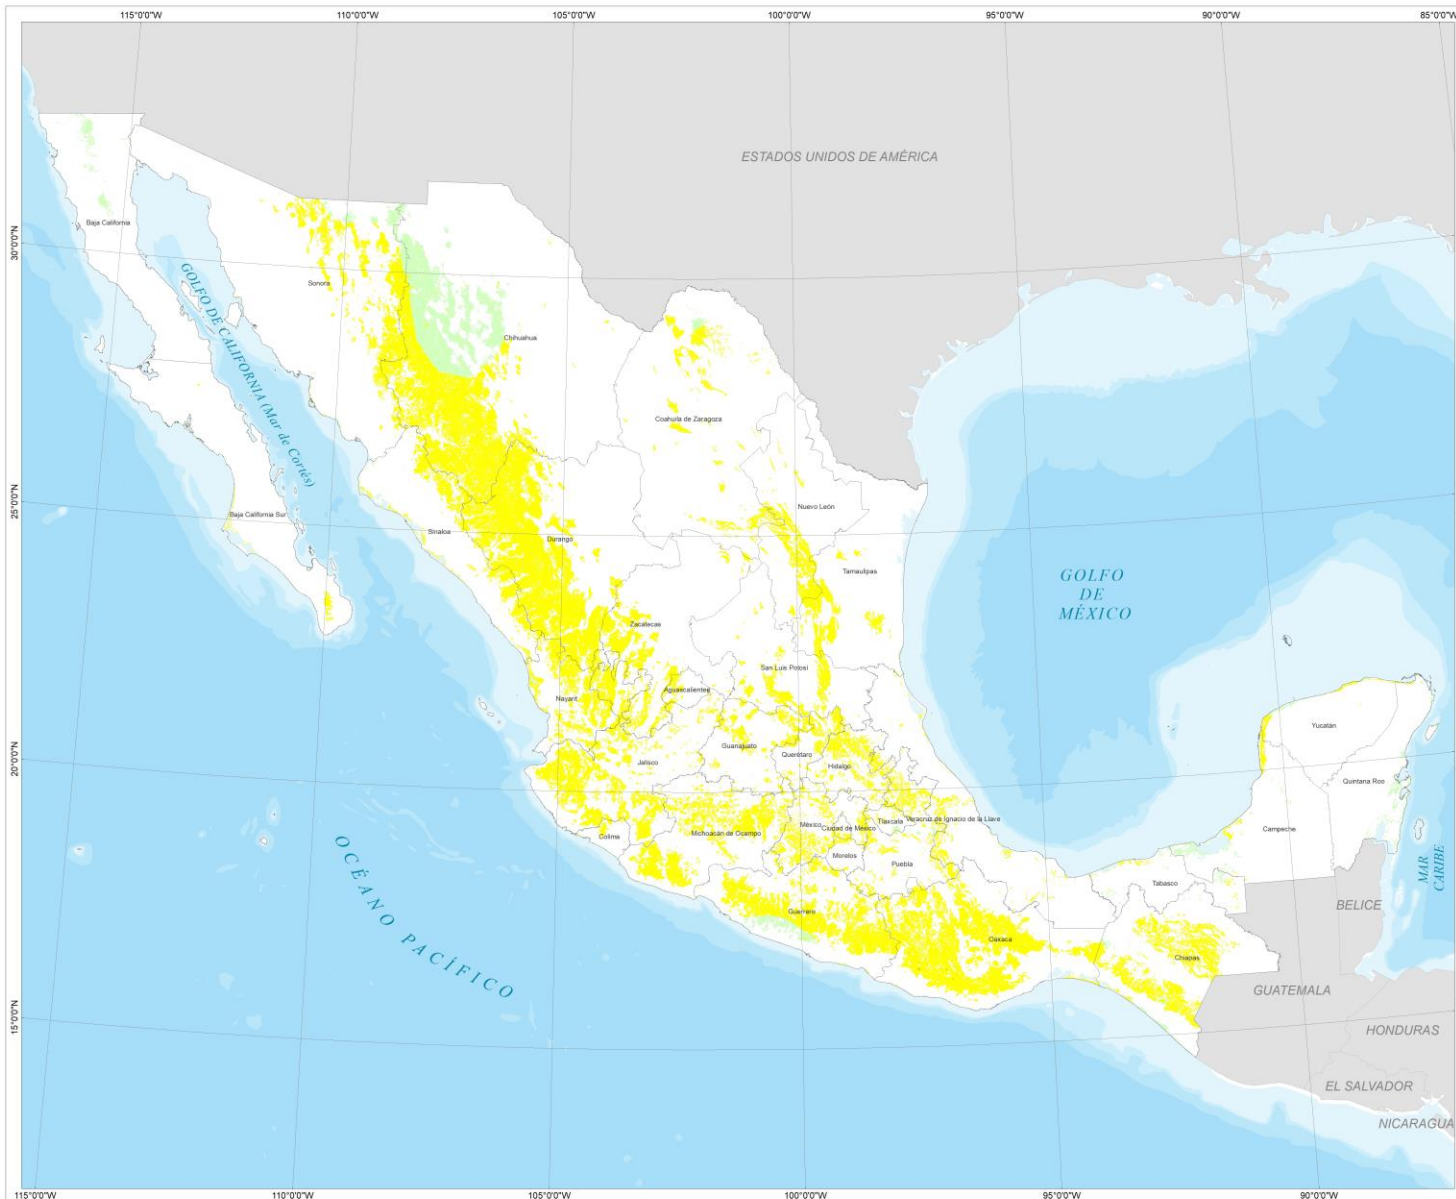 115°0'0"W
110°0'0"W
105°0'0"W
100°0'0"W
95°0'0"W
90°0'0"W
85°0'0"W
ESTADOS UNIDOS DE AMÉRICA
30°0'0"N
Baja California
Sonora
GOLFO DE CALIFORNIA (Mar de Cortés)
Chihuahua
Coahuila de Zaragoza
25°0'0"N
Baja California Sur
Sinaloa
Durango
Nuevo León
Tamaulipas
GOLFO
DE
MÉXICO
Zacatecas
San Luis Potosí
Nayarit
Aguascalientes
Yucatán
20°0'0"N
Jalisco
Guanajuato
Querétaro
Hidalgo
Quintana Roo
Colima
Michoacán de Ocampo
México
Ciudad de México
Tlaxcala
Veracruz de Ignacio de la Llave
Campeche
Morelos
Puebla
MAR
CARIBE
Tabasco
BELICE
OCÉANO PACÍFICO
Guerrero
Oaxaca
Chiapas
GUATEMALA
15°0'0"N
HONDURAS
EL SALVADOR
NICARAGUA
115°0'0"W
110°0'0"W
105°0'0"W
100°0'0"W
95°0'0"W
90°0'0"W